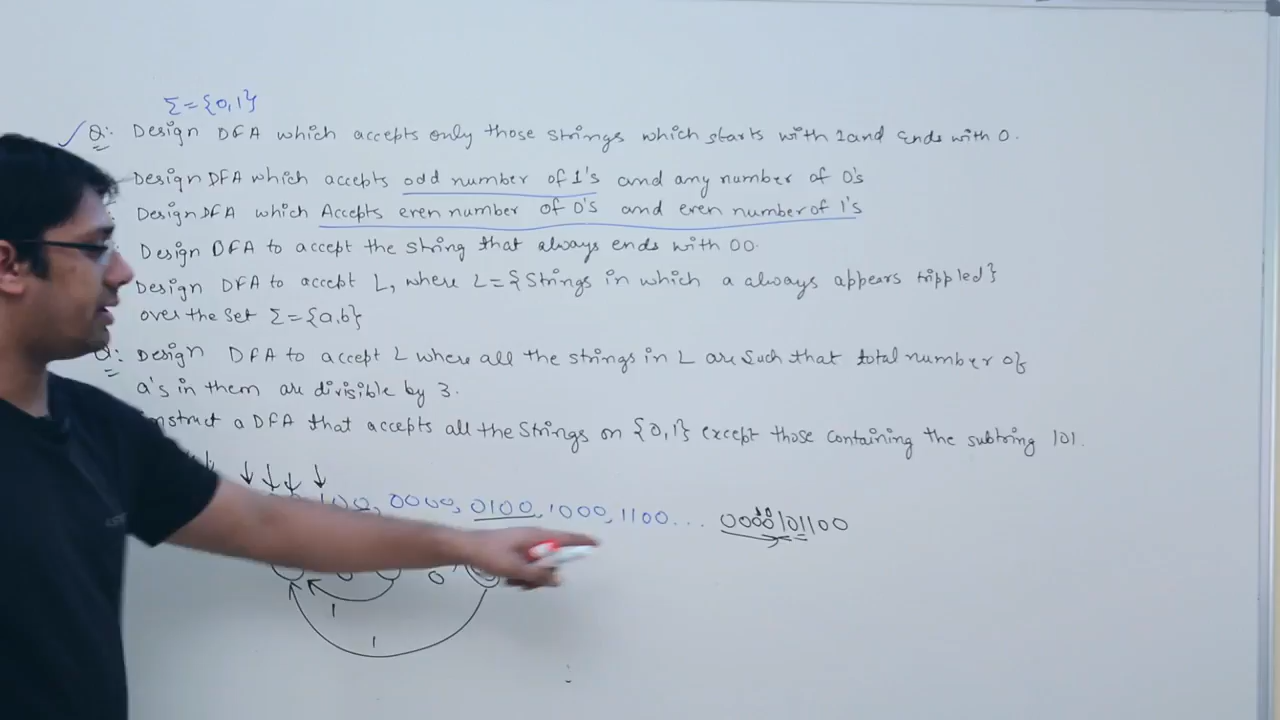 Σ={0,1}
Q: Design DFA which accepts only those strings which starts with 1 and Ends with 0.
Design DFA which accepts odd number of 1's and any number of 0's
Design DFA which Accepts even number of 0's and even number of 1's
Design DFA to accept the string that always ends with 00.
Design DFA to accept L, where L={Strings in which a always appears trippled}
over the set Σ={a,b}
Q: Design DFA to accept L where all the strings in L are such that total number of
a's in them are divisible by 3.
a DFA that accepts all the Strings on {0,1} except those containing the substring 101.
100, 0000, 0100, 1000, 1100... 0000101100
0
1
1